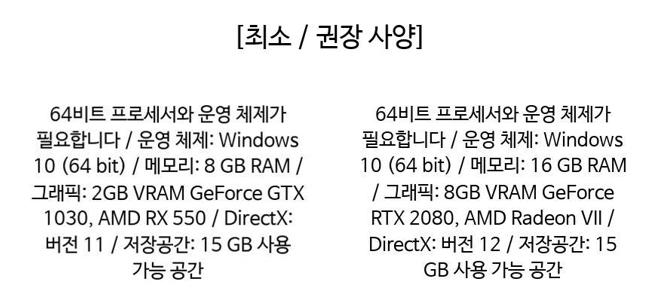 [최소 / 권장 사양]
64비트 프로세서와 운영 체제가
필요합니다 / 운영 체제: Windows
10 (64 bit) / 메모리: 8 GB RAM /
그래픽: 2GB VRAM GeForce GTX
1030, AMD RX 550 / DirectX:
버전 11 / 저장공간: 15 GB 사용
가능 공간
64비트 프로세서와 운영 체제가
필요합니다 / 운영 체제: Windows
10 (64 bit) / 메모리: 16 GB RAM
/ 그래픽: 8GB VRAM GeForce
RTX 2080, AMD Radeon VII /
DirectX: 버전 12 / 저장공간: 15
GB 사용 가능 공간